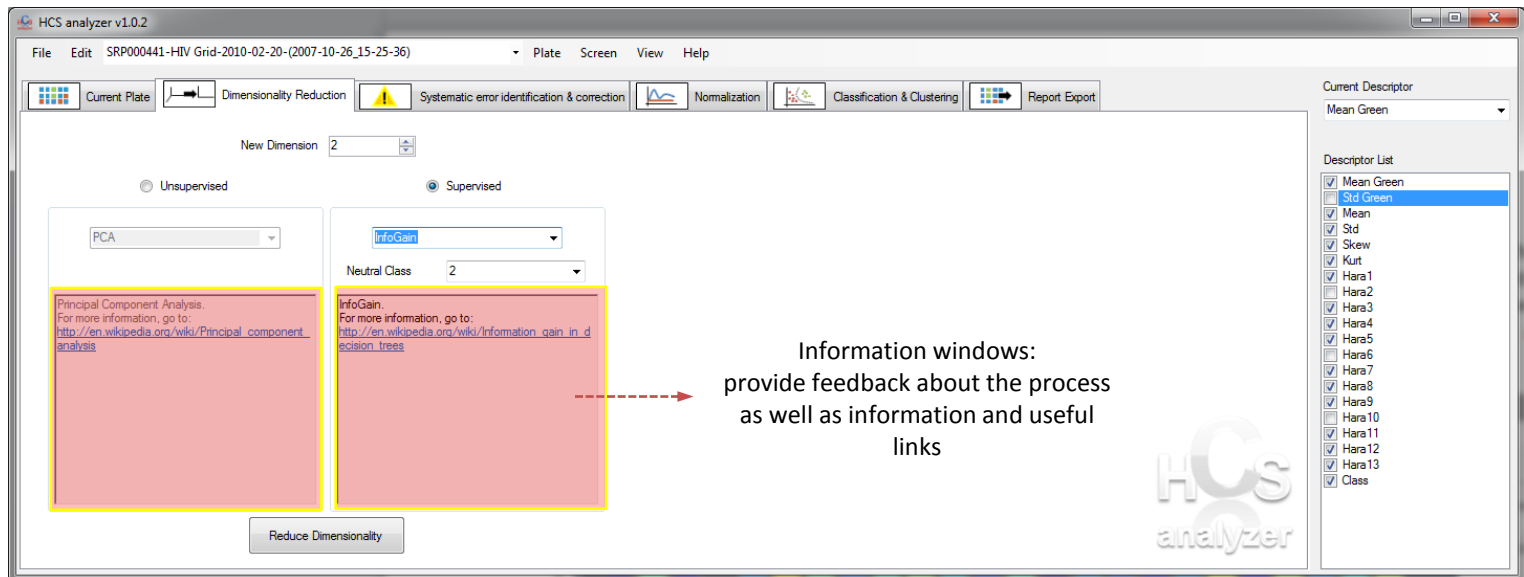 HCS analyzer v1.0.2
File Edit SRP000441-HIV Grid-2010-02-20-(2007-10-26_15-25-36) Plate Screen View Help
Current Plate Dimensionality Reduction Systematic error identification & correction Normalization Classification & Clustering Report Export
Current Descriptor
Mean Green
New Dimension 2
Unsupervised Supervised
PCA
InfoGain
Neutral Class 2
Principal Component Analysis.
For more information, go to:
http://en.wikipedia.org/wiki/Principal_component_
analysis
InfoGain.
For more information, go to:
http://en.wikipedia.org/wiki/Information_gain_in_d
ecision_trees
Information windows:
provide feedback about the process
as well as information and useful
links
Reduce Dimensionality
HCS
analyzer
Descriptor List
Mean Green
Std Green
Mean
Std
Skew
Kurt
Hara1
Hara2
Hara3
Hara4
Hara5
Hara6
Hara7
Hara8
Hara9
Hara10
Hara11
Hara12
Hara13
Class